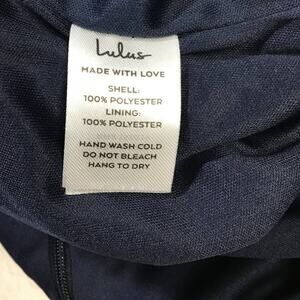 Lulus
MADE WITH LOVE
SHELL:
100% POLYESTER
LINING:
100% POLYESTER
HAND WASH COLD
DO NOT BLEACH
HANG TO DRY